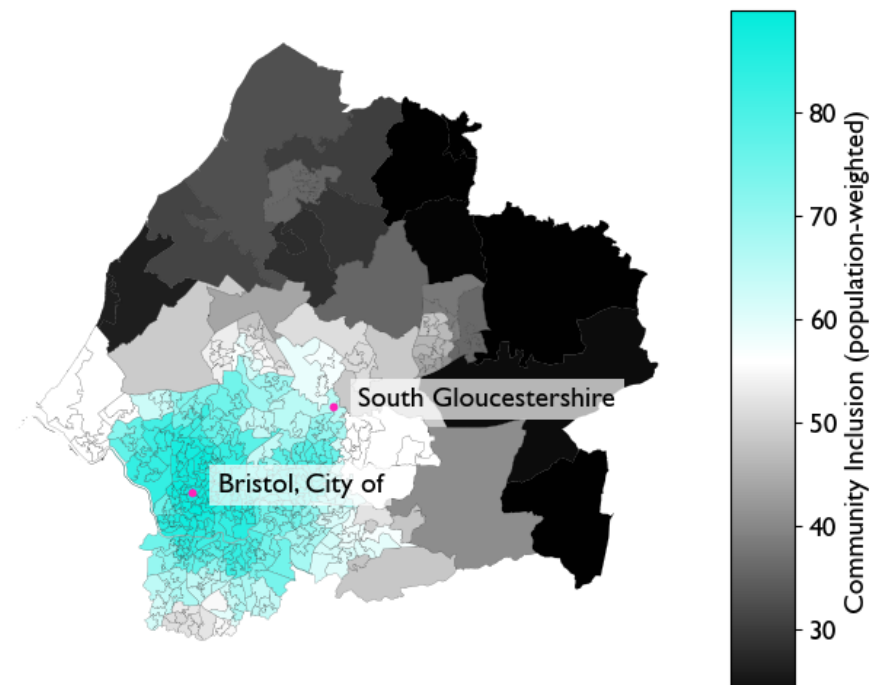 80
70
Community Inclusion (population-weighted)
60
South Gloucestershire
50
Bristol, City of
40
30